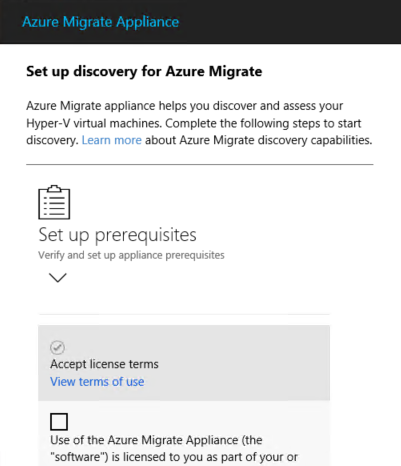 Azure Migrate Appliance
Set up discovery for Azure Migrate
Azure Migrate appliance helps you discover and assess your
Hyper-V virtual machines. Complete the following steps to start
discovery. Learn more about Azure Migrate discovery capabilities.
Set up prerequisites
Verify and set up appliance prerequisites
Accept license terms
View terms of use
Use of the Azure Migrate Appliance (the
"software") is licensed to you as part of your or